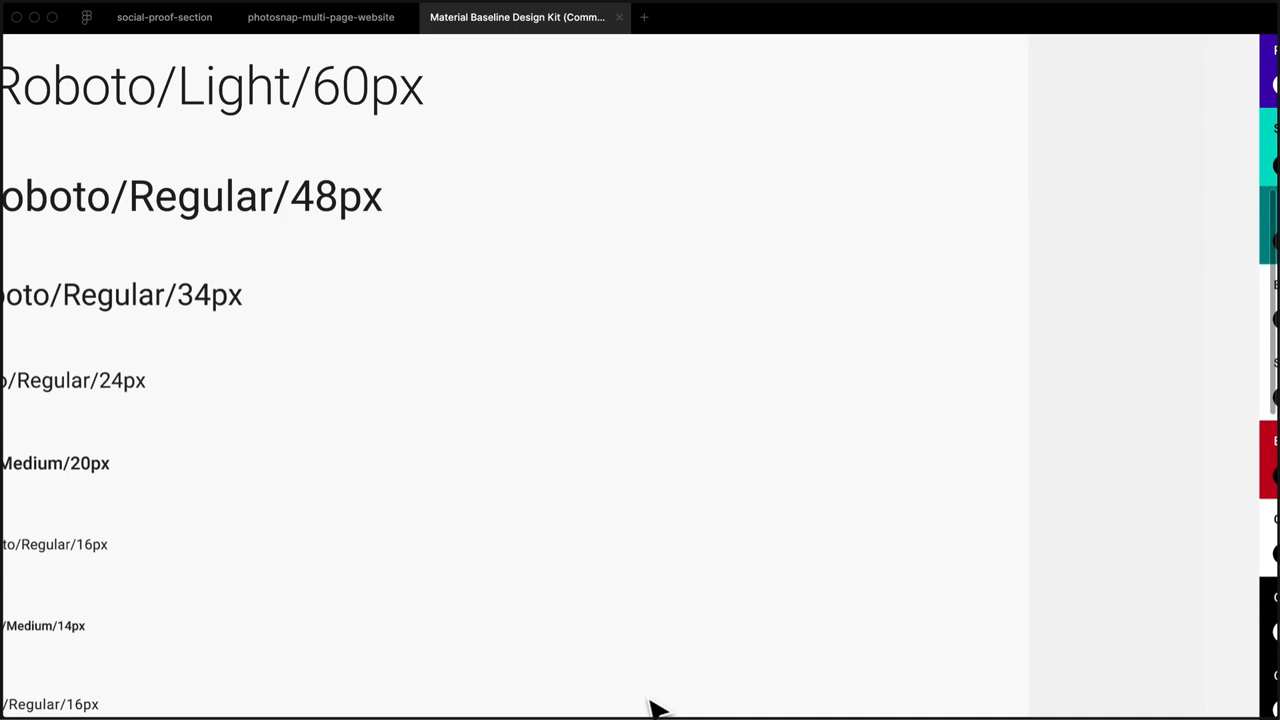 social-proof-section
photosnap-multi-page-website
Material Baseline Design Kit (Comm...
Roboto/Light/60px
oboto/Regular/48px
oto/Regular/34px
o/Regular/24px
Medium/20px
to/Regular/16px
/Medium/14px
/Regular/16px